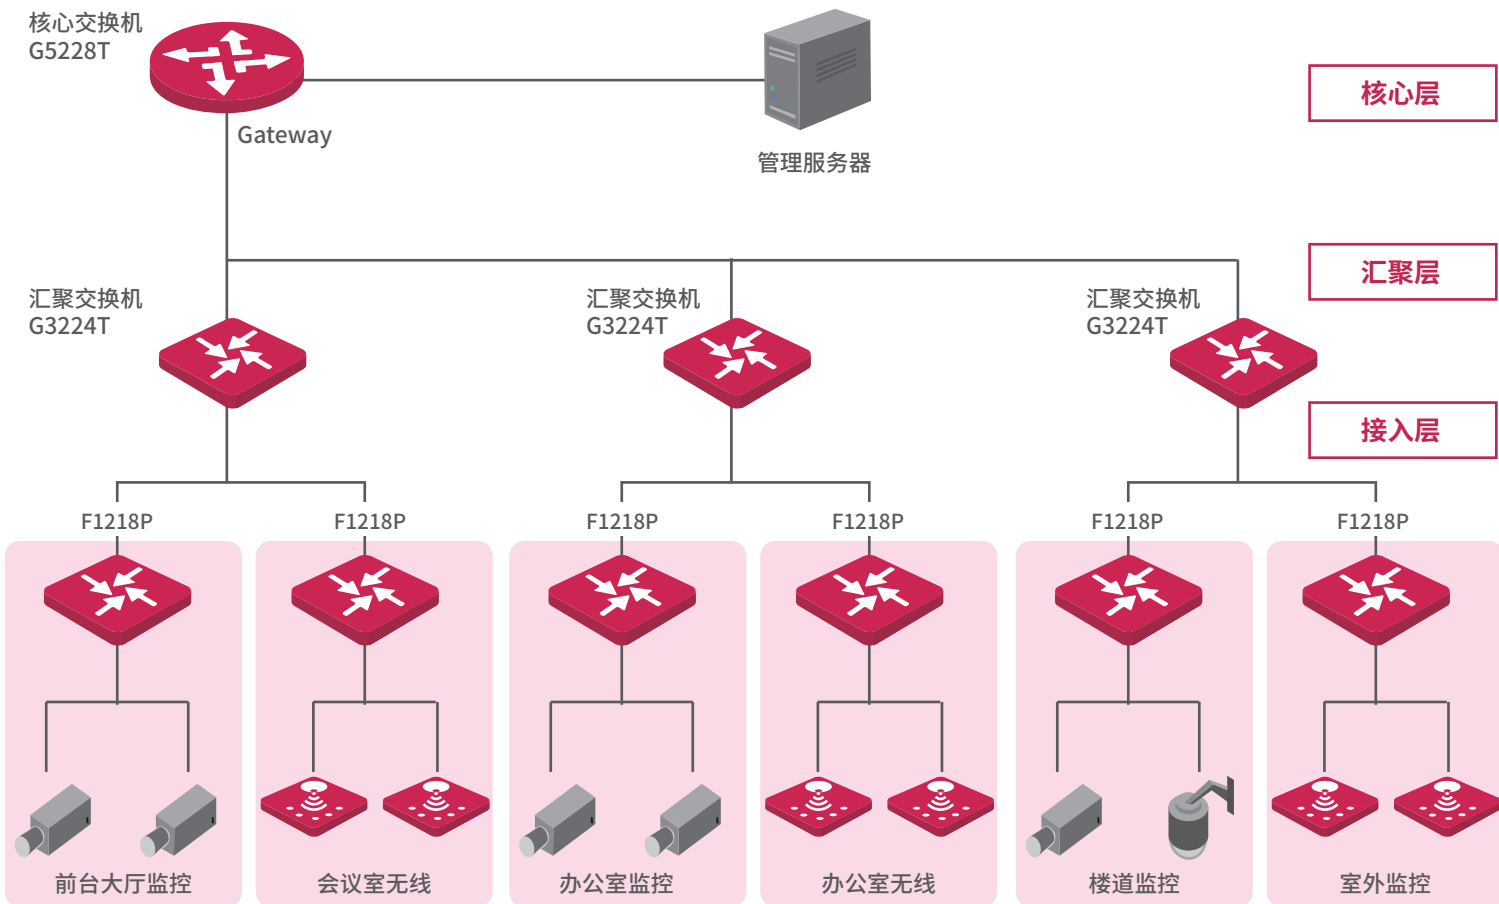 核心交换机
G5228T
Gateway
管理服务器
核心层
汇聚层
汇聚交换机
G3224T
汇聚交换机
G3224T
汇聚交换机
G3224T
接入层
F1218P
F1218P
F1218P
F1218P
F1218P
F1218P
前台大厅监控
会议室无线
办公室监控
办公室无线
楼道监控
室外监控